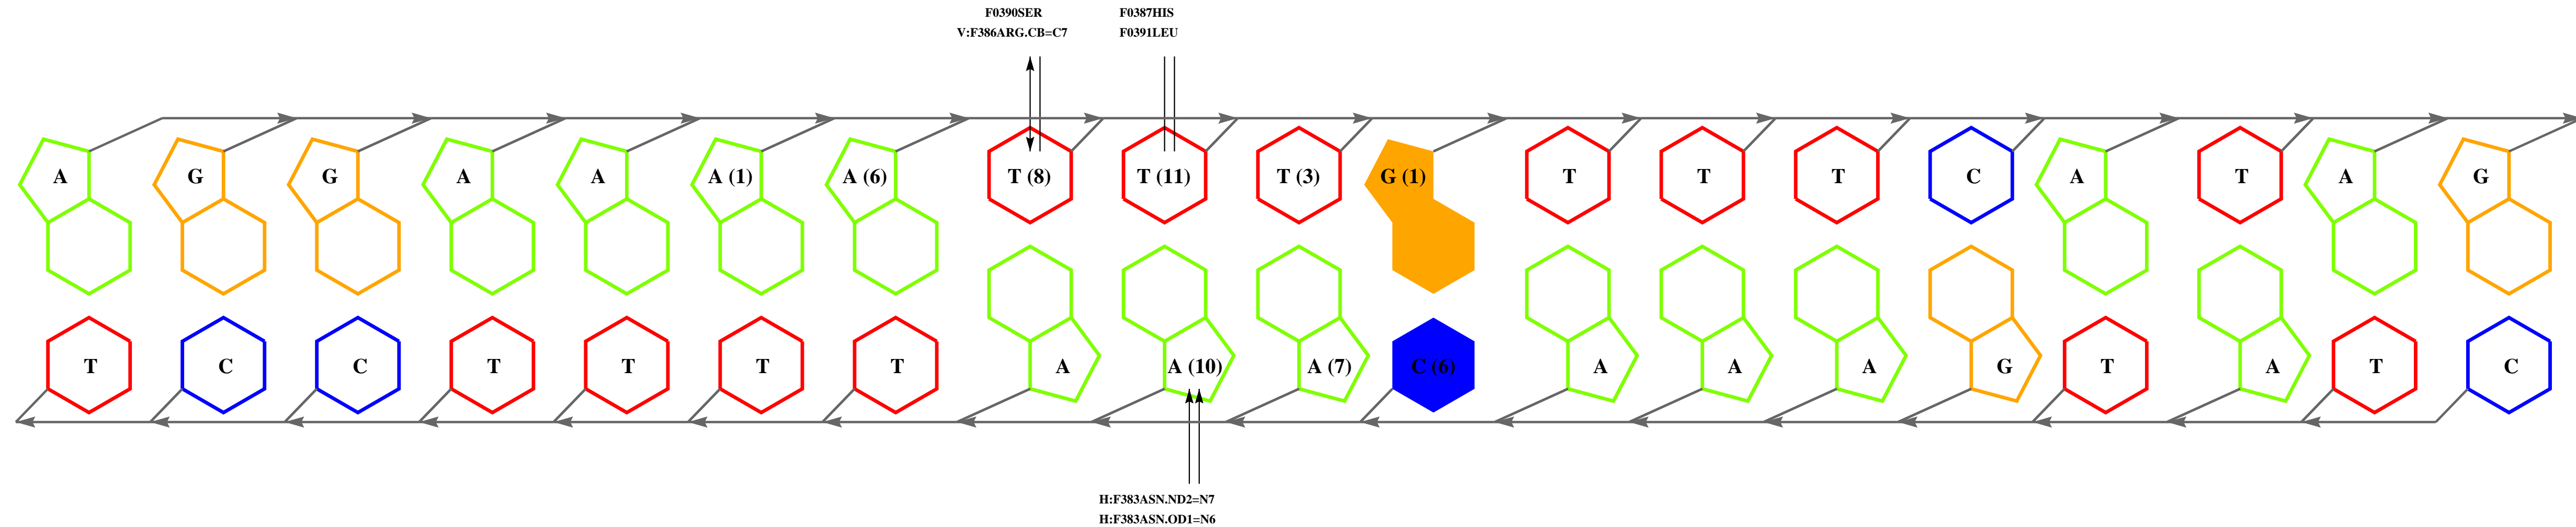 F0390SER
V:F386ARG.CB=C7
F0387HIS
F0391LEU
A G G A A A (1) A (6) T (8) T (11) T (3) G (1) T T T C A T A G
T C C T T T T A A (10) A (7) C (6) A A A G T A T C
H:F383ASN.ND2=N7
H:F383ASN.OD1=N6